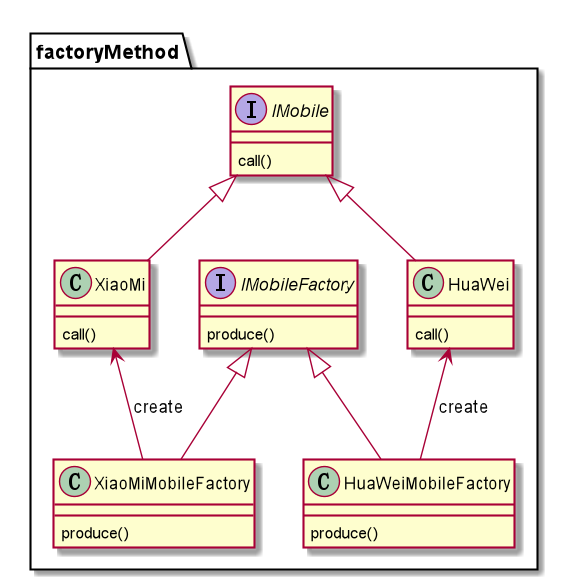 factoryMethod
I IMobile
call()
C XiaoMi
call()
I IMobileFactory
produce()
C HuaWei
call()
create
create
C XiaoMiMobileFactory
produce()
C HuaWeiMobileFactory
produce()